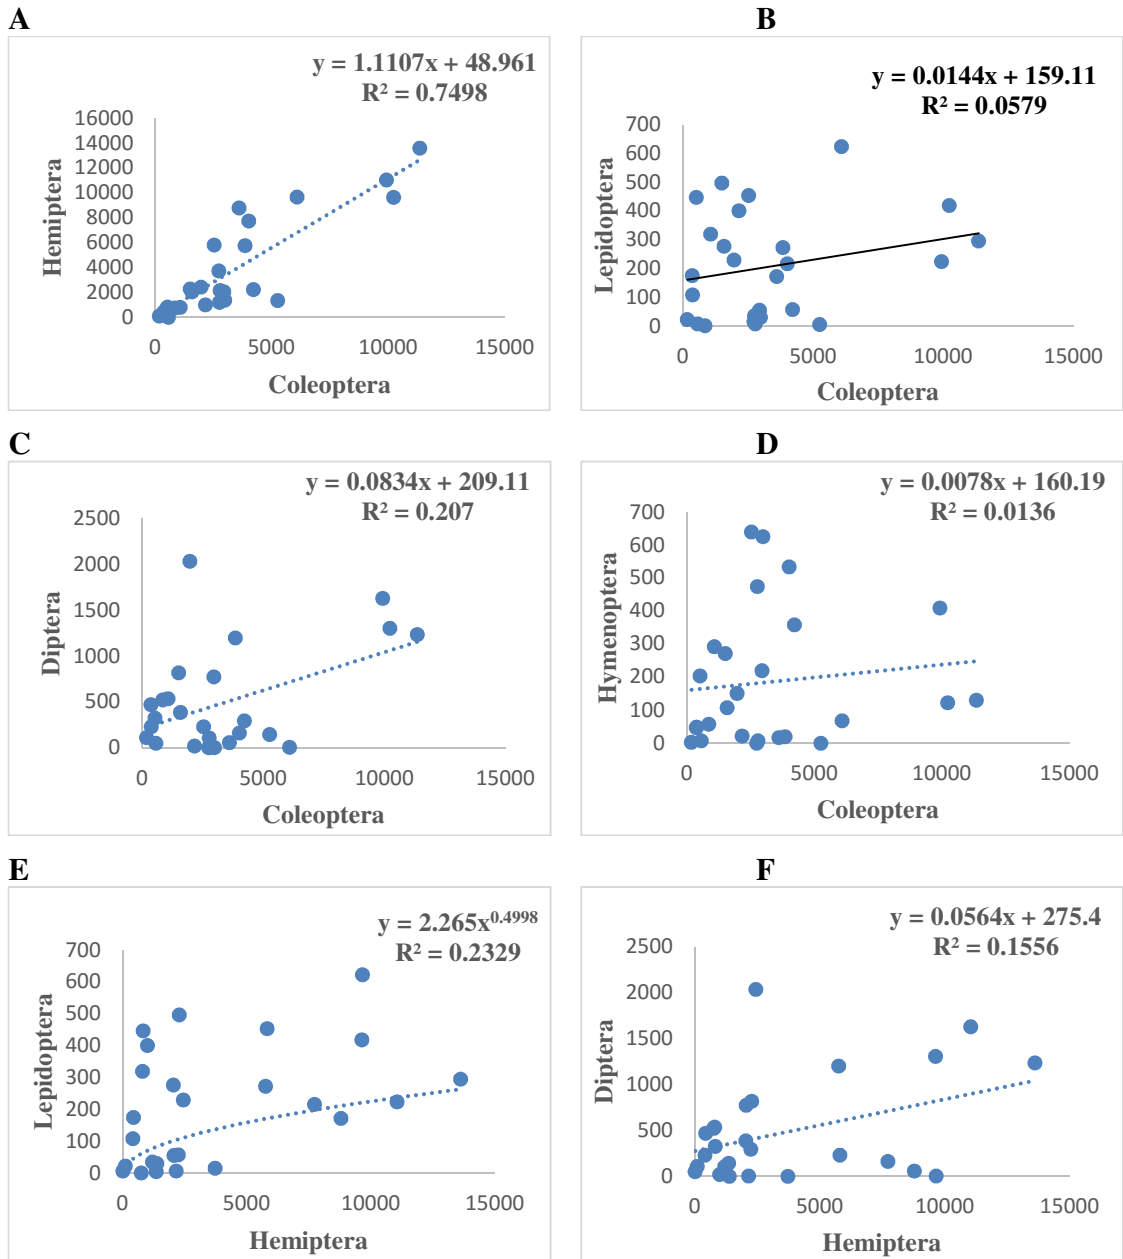 A
y = 1.1107x + 48.961
R² = 0.7498
16000
14000
12000
10000
8000
6000
4000
2000
0
Hemiptera
0 5000 10000 15000
Coleoptera
B
y = 0.0144x + 159.11
R² = 0.0579
700
600
500
400
300
200
100
0
Lepidoptera
0 5000 10000 15000
Coleoptera
C
y = 0.0834x + 209.11
R² = 0.207
2500
2000
1500
1000
500
0
Diptera
0 5000 10000 15000
Coleoptera
D
y = 0.0078x + 160.19
R² = 0.0136
700
600
500
400
300
200
100
0
Hymenoptera
0 5000 10000 15000
Coleoptera
E
y = 2.265x^0.4998
R² = 0.2329
700
600
500
400
300
200
100
0
Lepidoptera
0 5000 10000 15000
Hemiptera
F
y = 0.0564x + 275.4
R² = 0.1556
2500
2000
1500
1000
500
0
Diptera
0 5000 10000 15000
Hemiptera